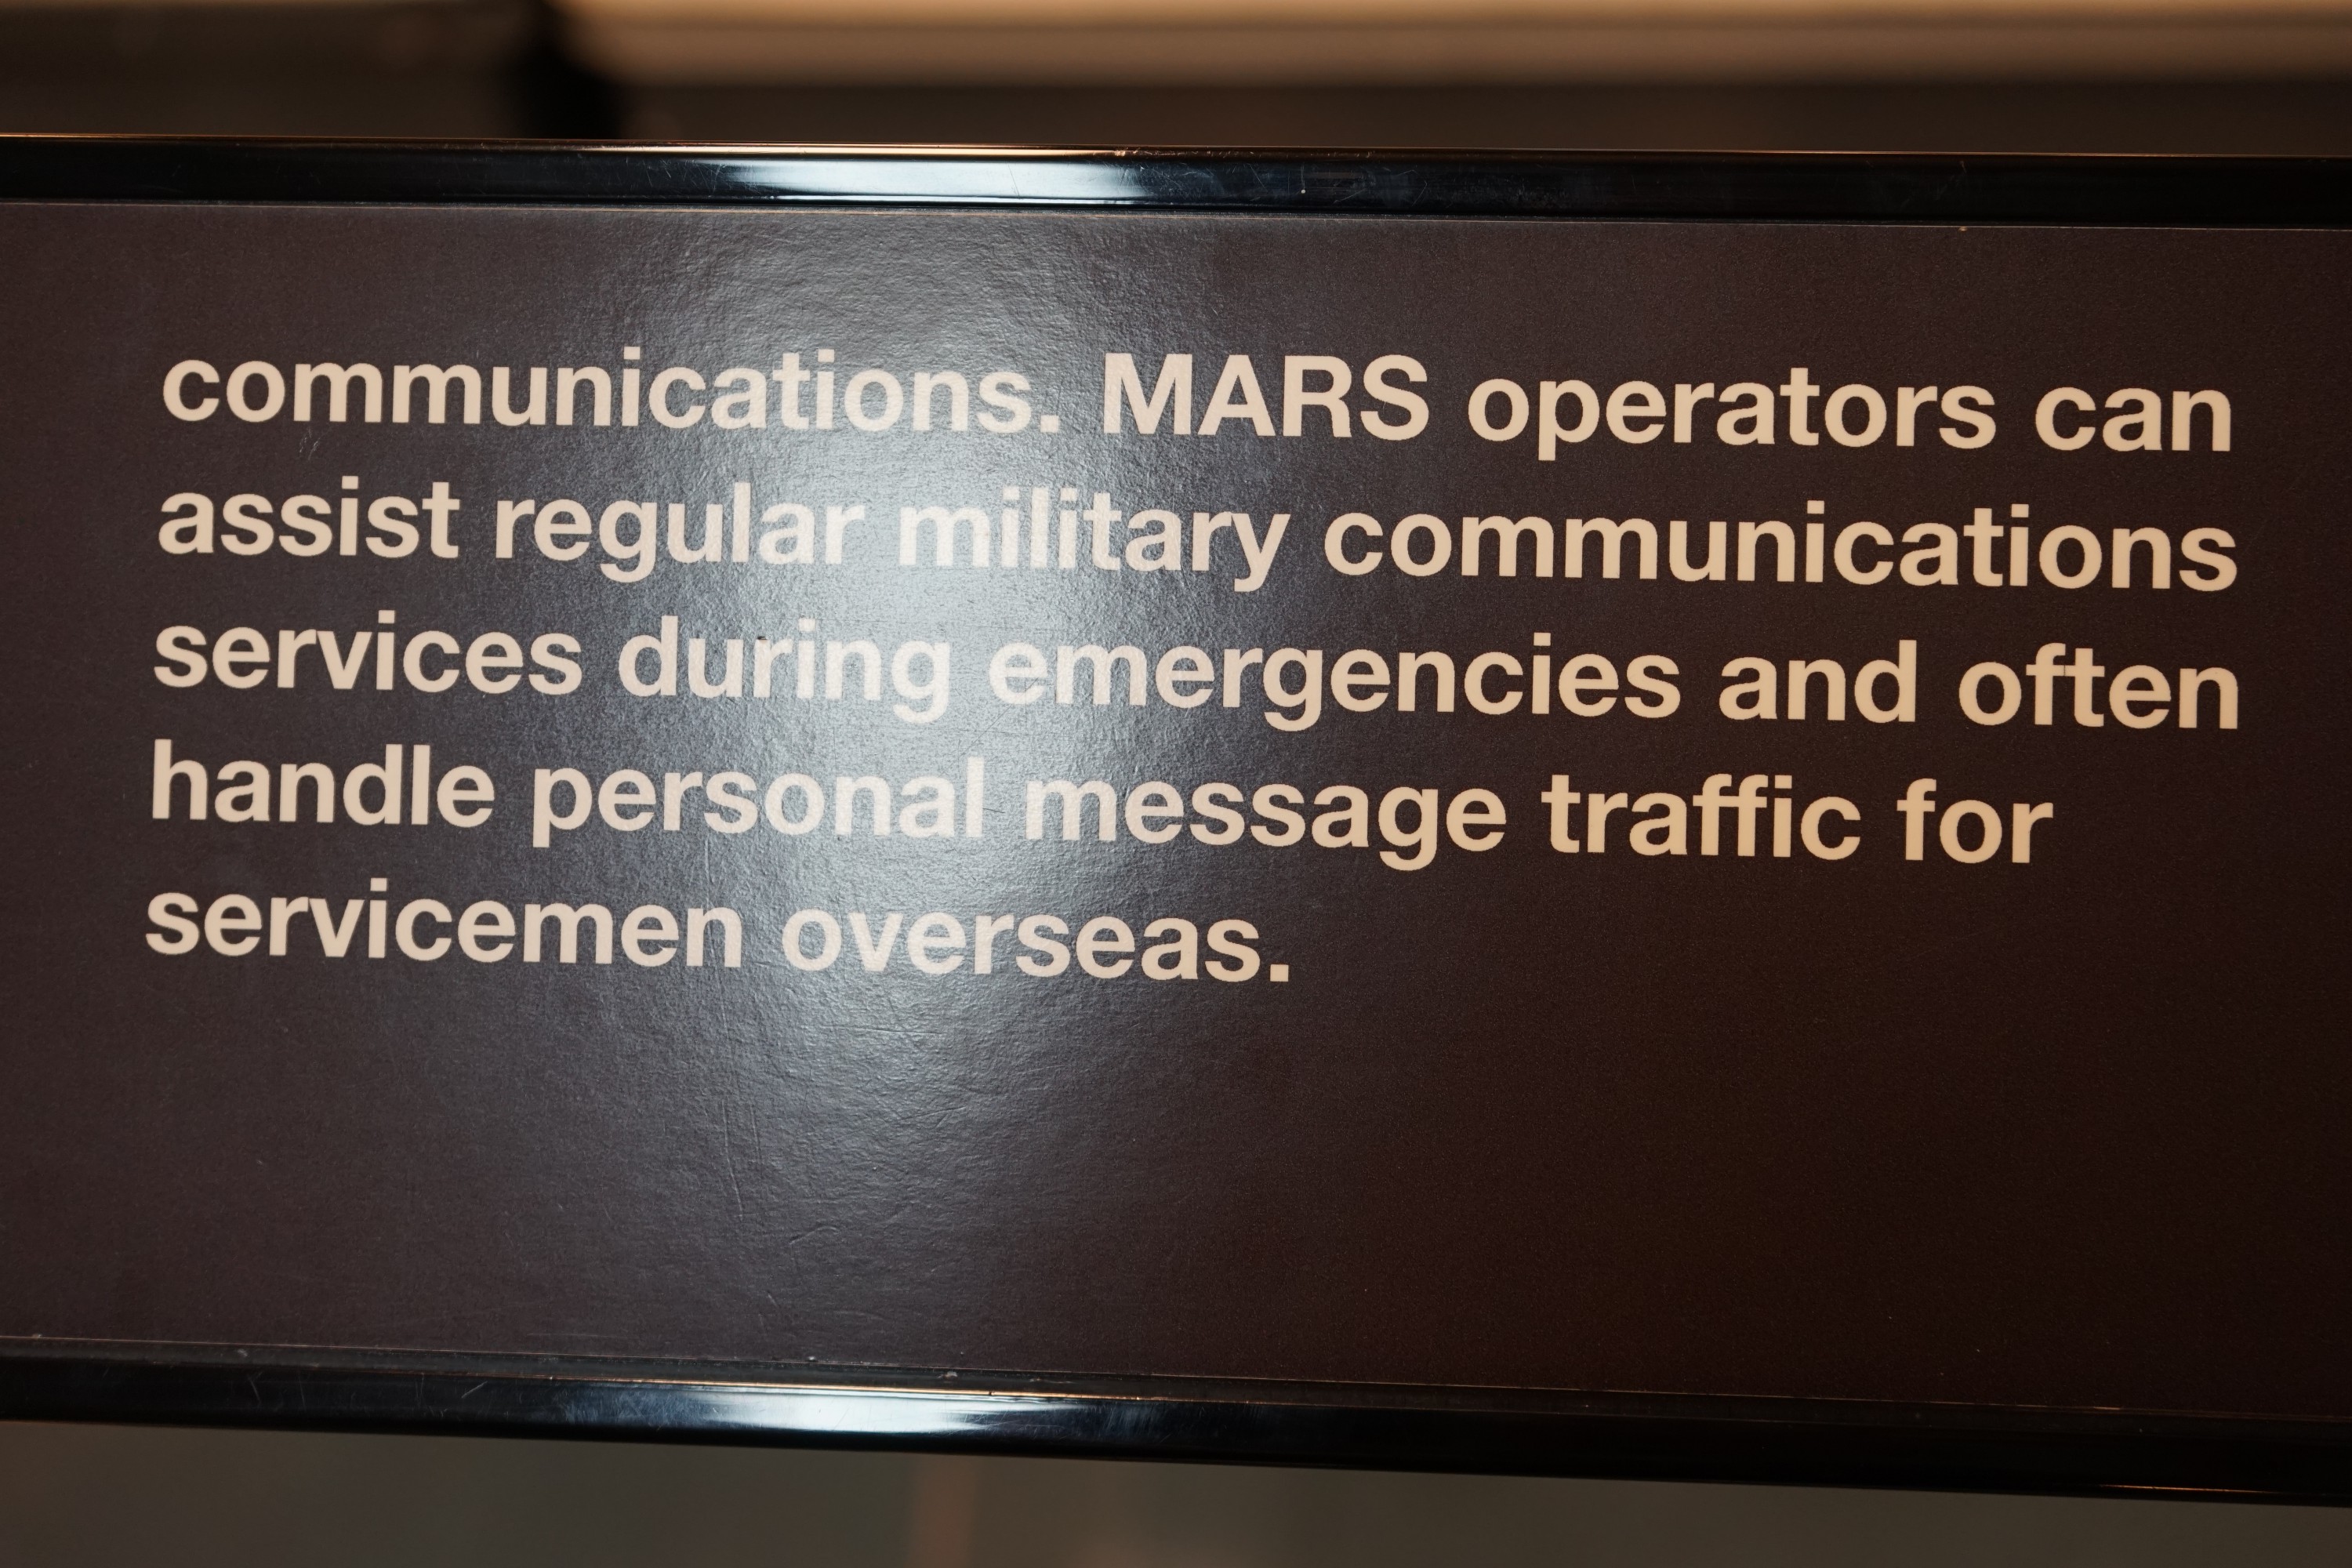 communications. MARS operators can
assist regular military communications
services during emergencies and often
handle personal message traffic for
servicemen overseas.